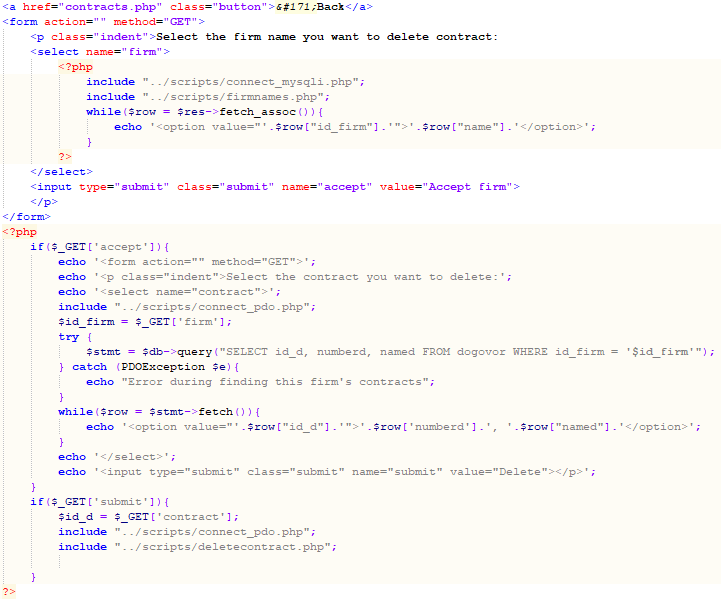 <a href="contracts.php" class="button">&#171;Back</a>
<form action="" method="GET">
<p class="indent">Select the firm name you want to delete contract:
<select name="firm">
<?php
include "../scripts/connect_mysqli.php";
include "../scripts/firmnames.php";
while($row = $res->fetch_assoc()){
echo '<option value="'.$row["id_firm"].'">'.$row["name"].'</option>';
}
?>
</select>
<input type="submit" class="submit" name="accept" value="Accept firm">
</p>
</form>
<?php
if($_GET['accept']){
echo '<form action="" method="GET">';
echo '<p class="indent">Select the contract you want to delete:';
echo '<select name="contract">';
include "../scripts/connect_pdo.php";
$id_firm = $_GET['firm'];
try {
$stmt = $db->query("SELECT id_d, numberd, named FROM dogovor WHERE id_firm = '$id_firm'");
} catch (PDOException $e){
echo "Error during finding this firm's contracts";
}
while($row = $stmt->fetch()){
echo '<option value="'.$row["id_d"].'">'.$row['numberd'].', '.$row["named"].'</option>';
}
echo '</select>';
echo '<input type="submit" class="submit" name="submit" value="Delete"></p>';
}
if($_GET['submit']){
$id_d = $_GET['contract'];
include "../scripts/connect_pdo.php";
include "../scripts/deletecontract.php";
}
?>